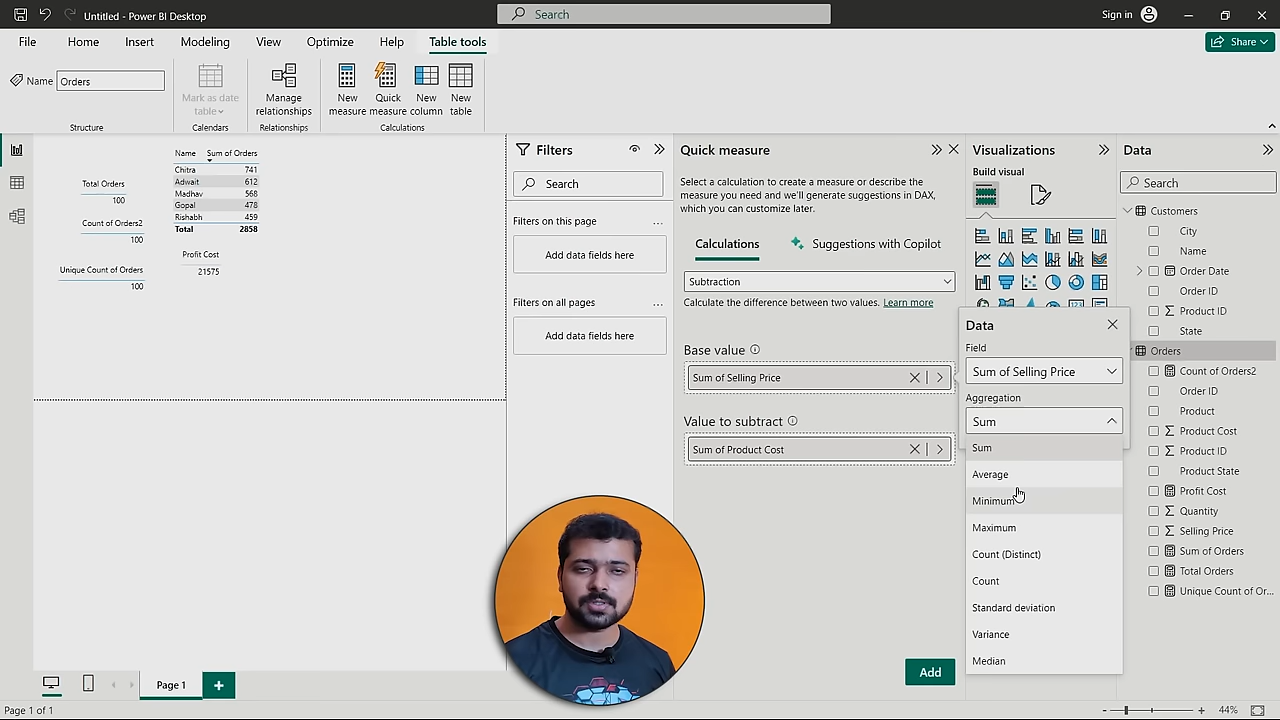 Untitled - Power BI Desktop
Search
Sign in
File
Home
Insert
Modeling
View
Optimize
Help
Table tools
Share
Name
Orders
Mark as date table
Manage relationships
New measure
Quick measure
New column
New table
Structure
Calendars
Relationships
Calculations
Name Sum of Orders
Chitra 741
Adwait 612
Madhav 568
Gopal 478
Rishabh 459
Total 2858
Total Orders
100
Count of Orders2
100
Unique Count of Orders
100
Profit Cost
21575
Filters
Search
Filters on this page
...
Add data fields here
Filters on all pages
...
Add data fields here
Quick measure
Select a calculation to create a measure or describe the
measure you need and we'll generate suggestions in DAX,
which you can customize later.
Calculations
Suggestions with Copilot
Subtraction
Calculate the difference between two values. Learn more
Base value
Sum of Selling Price
Value to subtract
Sum of Product Cost
Add
Visualizations
Build visual
Data
Field
Sum of Selling Price
Aggregation
Sum
Sum
Average
Minimum
Maximum
Count (Distinct)
Count
Standard deviation
Variance
Median
Data
Search
Customers
City
Name
Order Date
Order ID
Product ID
State
Orders
Count of Orders2
Order ID
Product
Product Cost
Product ID
Product State
Profit Cost
Quantity
Selling Price
Sum of Orders
Total Orders
Unique Count of Or...
Page 1
Page 1 of 1
44%